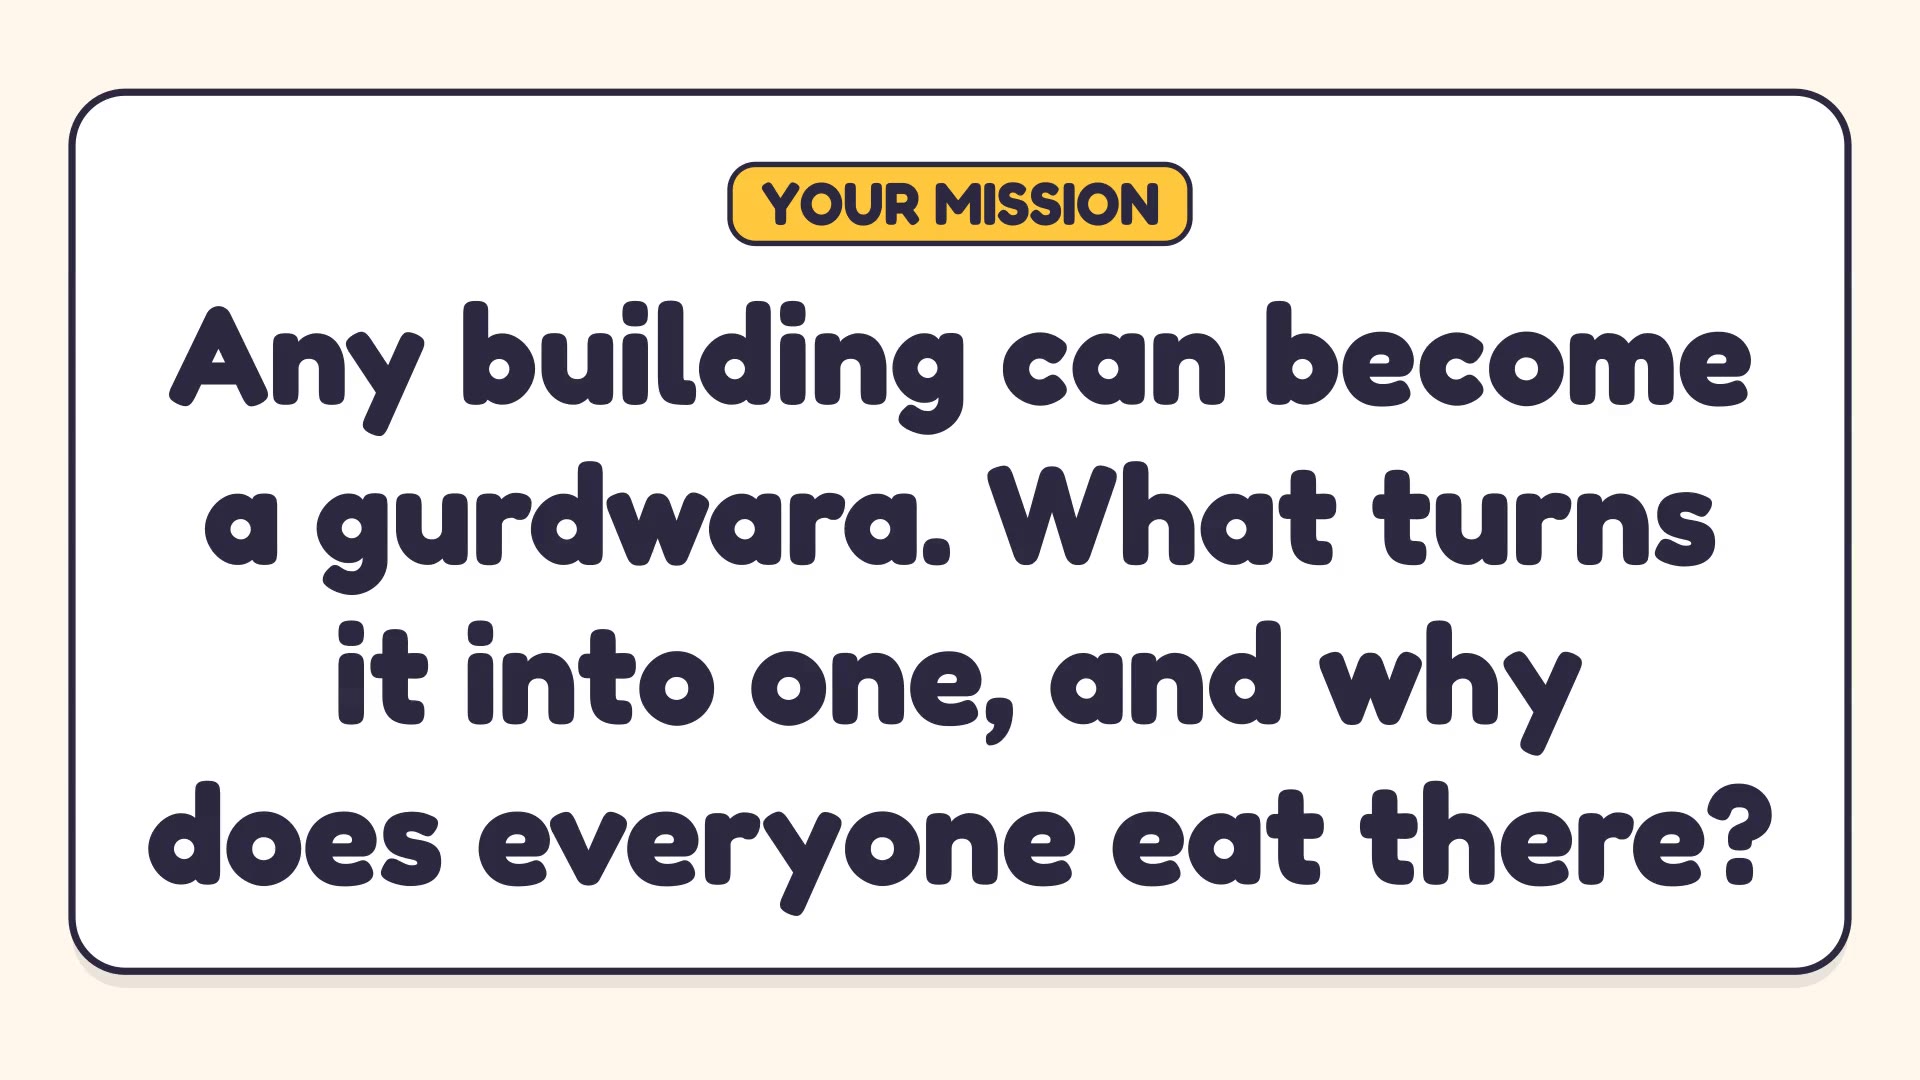 YOUR MISSION
Any building can become
a gurdwara. What turns
it into one, and why
does everyone eat there?